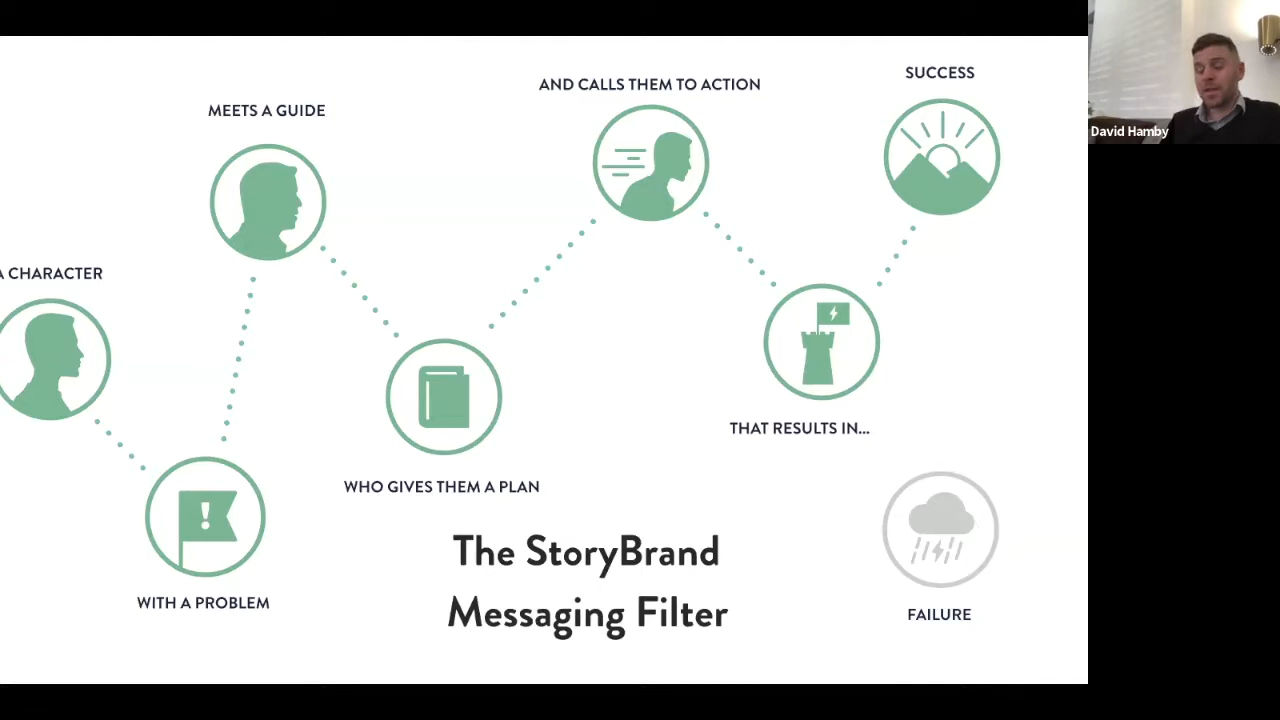 A CHARACTER
WITH A PROBLEM
MEETS A GUIDE
WHO GIVES THEM A PLAN
AND CALLS THEM TO ACTION
THAT RESULTS IN...
SUCCESS
FAILURE
The StoryBrand
Messaging Filter
David Hamby